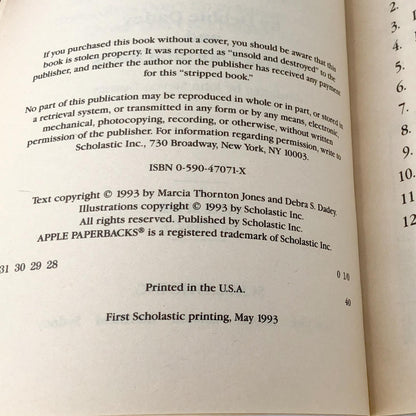 If you purchased this book without a cover, you should be aware that this
book is stolen property. It was reported as "unsold and destroyed" to the
publisher, and neither the author nor the publisher has received any payment
for this "stripped book."
No part of this publication may be reproduced in whole or in part, or stored in
a retrieval system, or transmitted in any form or by any means, electronic,
mechanical, photocopying, recording, or otherwise, without written
permission of the publisher. For information regarding permission, write to
Scholastic Inc., 730 Broadway, New York, NY 10003.
ISBN 0-590-47071-X
Text copyright © 1993 by Marcia Thornton Jones and Debra S. Dadey.
Illustrations copyright © 1993 by Scholastic Inc.
All rights reserved. Published by Scholastic Inc.
APPLE PAPERBACKS® is a registered trademark of Scholastic Inc.
31 30 29 28
0 1/0
Printed in the U.S.A.
40
First Scholastic printing, May 1993
2.
3.
4.
5.
6.
7.
8.
9.
10.
11.
12